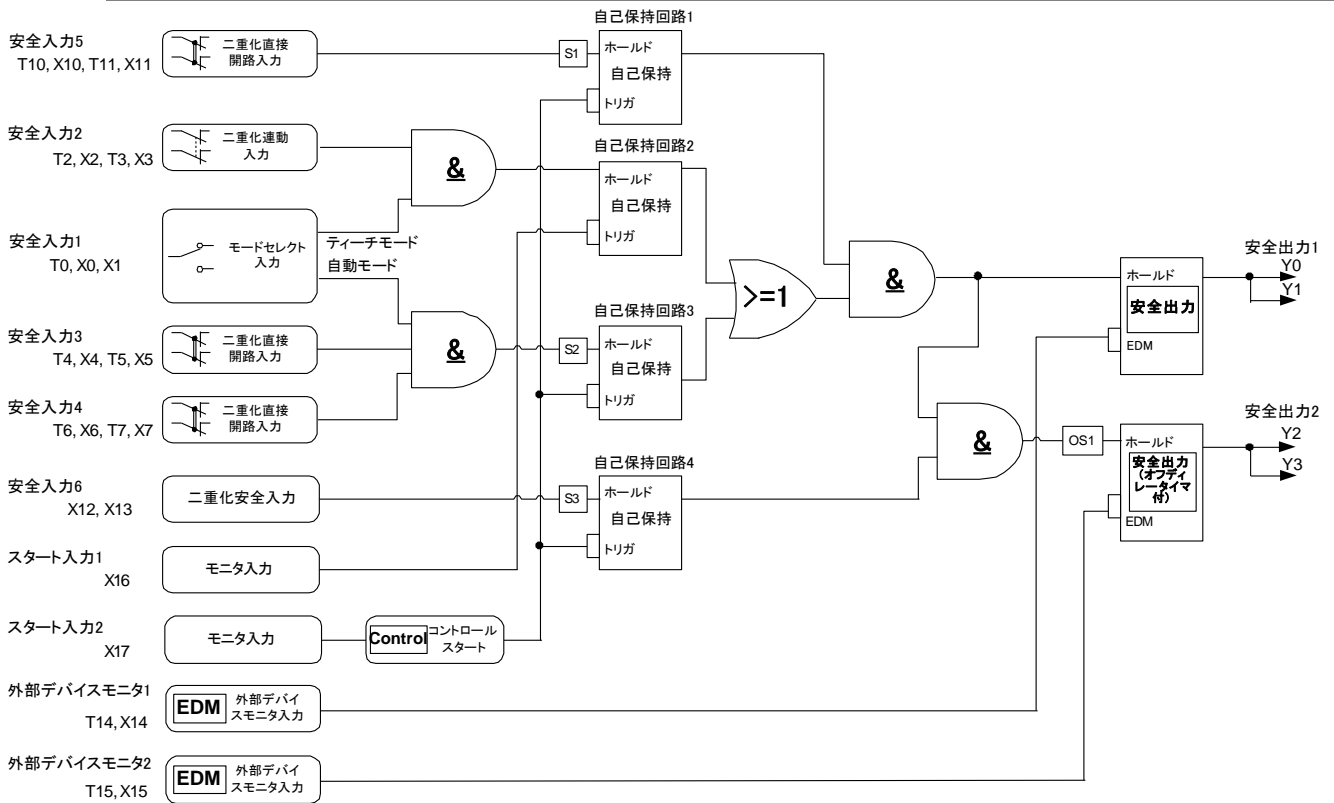 自己保持回路1
安全入力5
T10, X10, T11, X11
二重化直接
開路入力
S1
ホールド
自己保持
トリガ
安全入力2
T2, X2, T3, X3
二重化連動
入力
&
自己保持回路2
ホールド
自己保持
トリガ
安全入力1
T0, X0, X1
モードセレクト
入力
ティーチモード
自動モード
>=1
&
安全出力1
Y0
Y1
ホールド
安全出力
EDM
安全入力3
T4, X4, T5, X5
二重化直接
開路入力
&
S2
自己保持回路3
ホールド
自己保持
トリガ
安全入力4
T6, X6, T7, X7
二重化直接
開路入力
&
OS1
安全出力2
Y2
Y3
ホールド
安全出力
(オフディ
レータイマ
付)
EDM
自己保持回路4
安全入力6
X12, X13
二重化安全入力
S3
ホールド
自己保持
トリガ
スタート入力1
X16
モニタ入力
スタート入力2
X17
モニタ入力
Control
コントロール
スタート
外部デバイスモニタ1
T14, X14
EDM
外部デバイ
スモニタ入力
外部デバイスモニタ2
T15, X15
EDM
外部デバイ
スモニタ入力